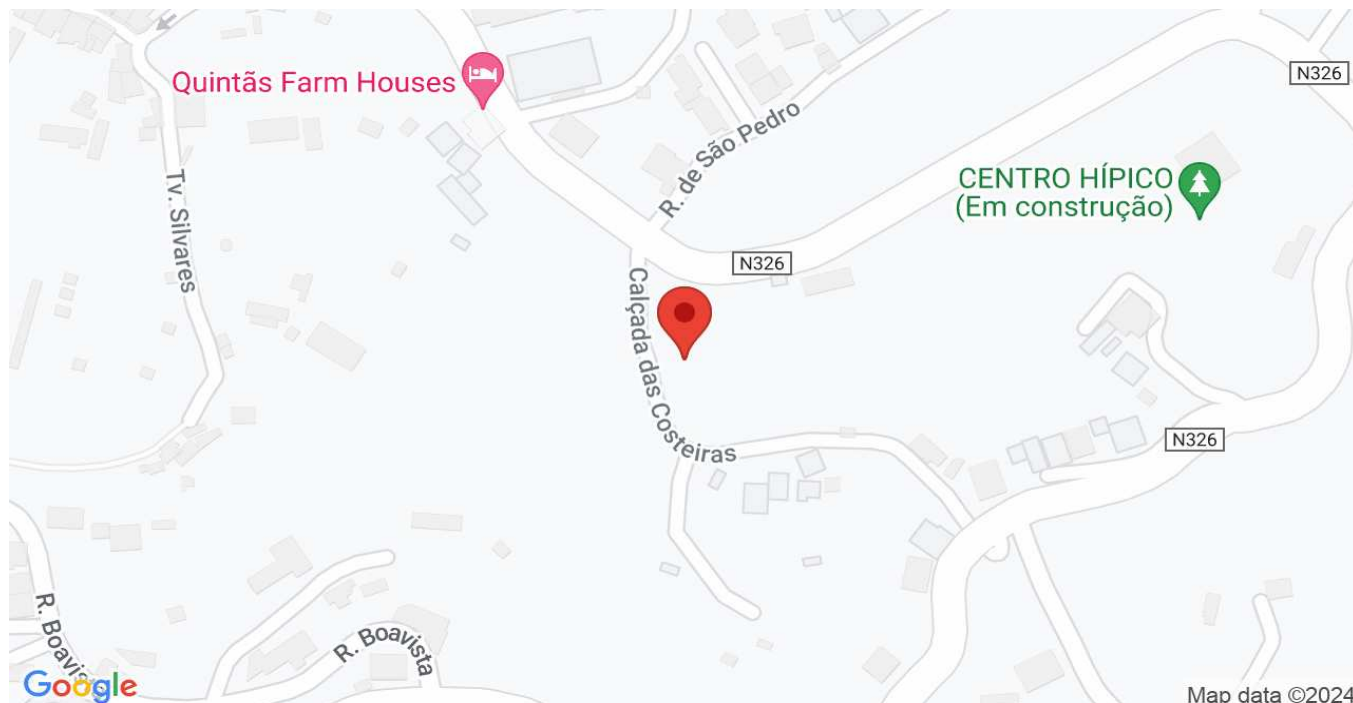 N326
Quintãs Farm Houses
R. de São Pedro
CENTRO HÍPICO
(Em construção)
Tv. Silvares
N326
Calçada das Costeiras
N326
R. Boavista
R. Boavista
Google
Map data ©2024